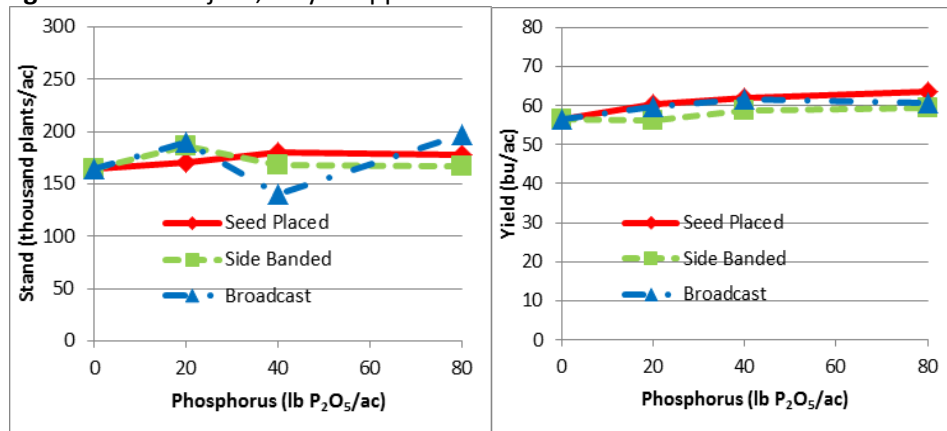 300
250
200
150
100
50
0
0 20 40 60 80
Stand (thousand plants/ac)
Seed Placed
Side Banded
Broadcast
Phosphorus (lb P₂O₅/ac)
80
70
60
50
40
30
20
10
0
0 20 40 60 80
Yield (bu/ac)
Seed Placed
Side Banded
Broadcast
Phosphorus (lb P₂O₅/ac)